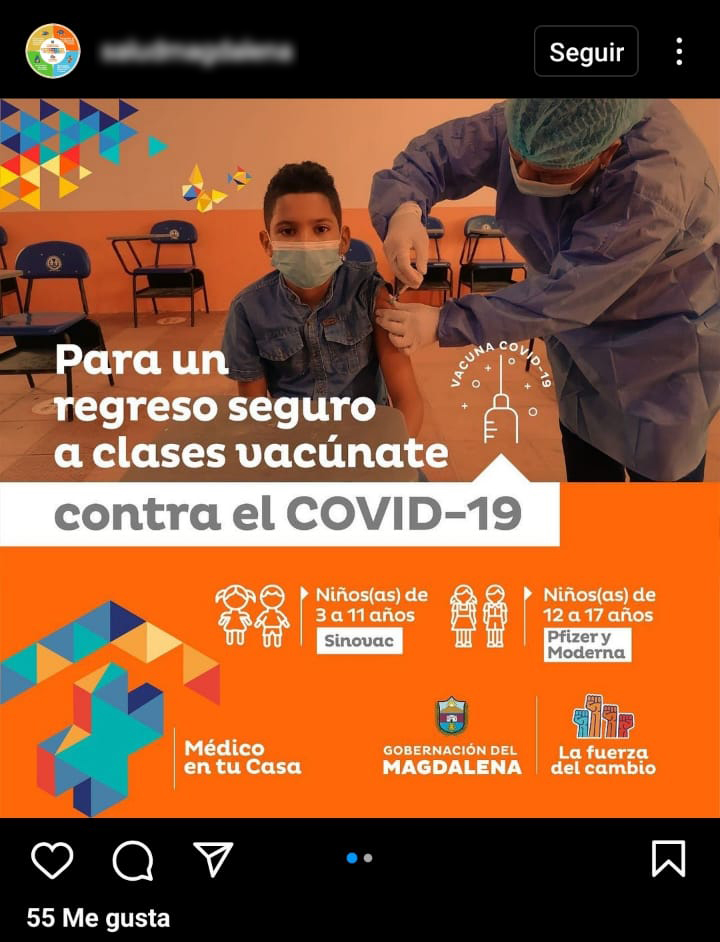 Seguir
Para un
regreso seguro
a clases vacúnate
contra el COVID-19
VACUNA COVID-19
Niños(as) de
3 a 11 años
Sinovac
Niños(as) de
12 a 17 años
Pfizer y
Moderna
Médico
en tu Casa
GOBERNACIÓN DEL
MAGDALENA
La fuerza
del cambio
55 Me gusta